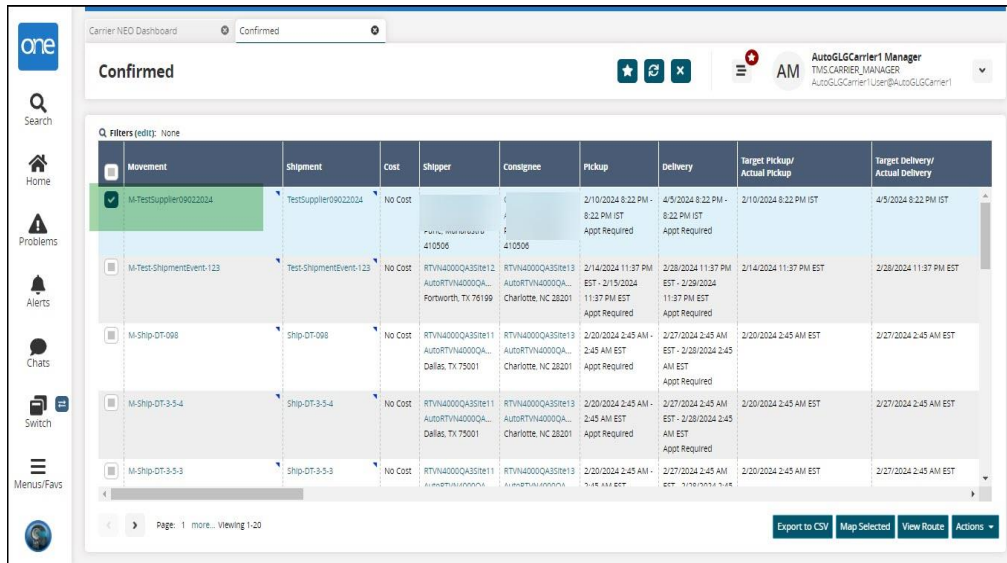 one
Search
Home
Problems
Alerts
Chats
Switch
Menus/Favs
Carrier NEO Dashboard
Confirmed
Confirmed
AM
AutoGLGCarrier1 Manager
TMS.CARRIER_MANAGER
AutoGLGCarrier1User@AutoGLGCarrier1
Filters (edit): None
Movement
Shipment
Cost
Shipper
Consignee
Pickup
Delivery
Target Pickup/
Actual Pickup
Target Delivery/
Actual Delivery
M-TestSupplier09022024
TestSupplier09022024
No Cost
410506
410506
2/10/2024 8:22 PM -
8:22 PM IST
Appt Required
4/5/2024 8:22 PM -
8:22 PM IST
Appt Required
2/10/2024 8:22 PM IST
4/5/2024 8:22 PM IST
M-Test-ShipmentEvent-123
Test-ShipmentEvent-123
No Cost
RTVN4000QA3Site12
AutoRTVN4000QA...
Fortworth, TX 76199
RTVN4000QA3Site13
AutoRTVN4000QA...
Charlotte, NC 28201
2/14/2024 11:37 PM
EST - 2/15/2024
11:37 PM EST
Appt Required
2/28/2024 11:37 PM
EST - 2/29/2024
11:37 PM EST
Appt Required
2/14/2024 11:37 PM EST
2/28/2024 11:37 PM EST
M-Ship-DT-098
Ship-DT-098
No Cost
RTVN4000QA3Site11
AutoRTVN4000QA...
Dallas, TX 75001
RTVN4000QA3Site13
AutoRTVN4000QA...
Charlotte, NC 28201
2/20/2024 2:45 AM -
2:45 AM EST
Appt Required
2/27/2024 2:45 AM
EST - 2/28/2024 2:45
AM EST
Appt Required
2/20/2024 2:45 AM EST
2/27/2024 2:45 AM EST
M-Ship-DT-3-5-4
Ship-DT-3-5-4
No Cost
RTVN4000QA3Site11
AutoRTVN4000QA...
Dallas, TX 75001
RTVN4000QA3Site13
AutoRTVN4000QA...
Charlotte, NC 28201
2/20/2024 2:45 AM -
2:45 AM EST
Appt Required
2/27/2024 2:45 AM
EST - 2/28/2024 2:45
AM EST
Appt Required
2/20/2024 2:45 AM EST
2/27/2024 2:45 AM EST
M-Ship-DT-3-5-3
Ship-DT-3-5-3
No Cost
RTVN4000QA3Site11
AutoRTVN4000QA
RTVN4000QA3Site13
AutoRTVN4000QA
2/20/2024 2:45 AM -
2:45 AM EST
2/27/2024 2:45 AM
EST - 2/28/2024 2:45
2/20/2024 2:45 AM EST
2/27/2024 2:45 AM EST
Page: 1 more... Viewing 1-20
Export to CSV
Map Selected
View Route
Actions